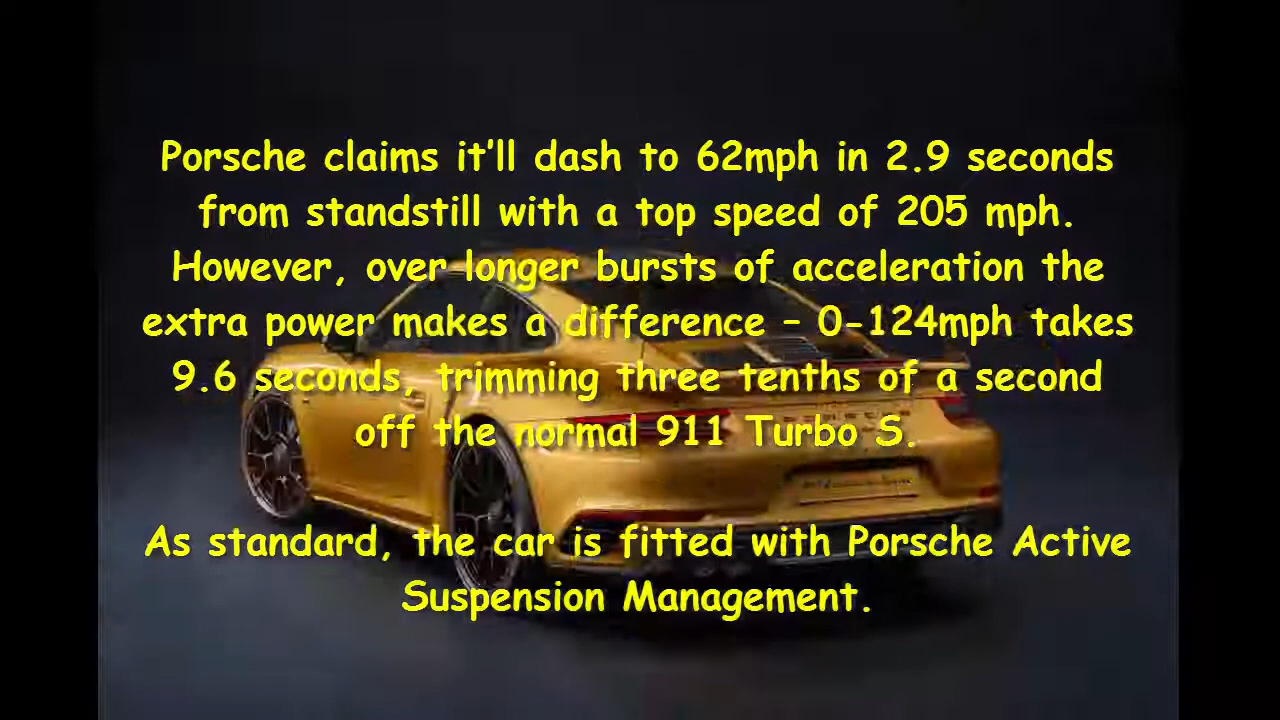 Porsche claims it'll dash to 62mph in 2.9 seconds
from standstill with a top speed of 205 mph.
However, over longer bursts of acceleration the
extra power makes a difference – 0-124mph takes
9.6 seconds, trimming three tenths of a second
off the normal 911 Turbo S.
As standard, the car is fitted with Porsche Active
Suspension Management.